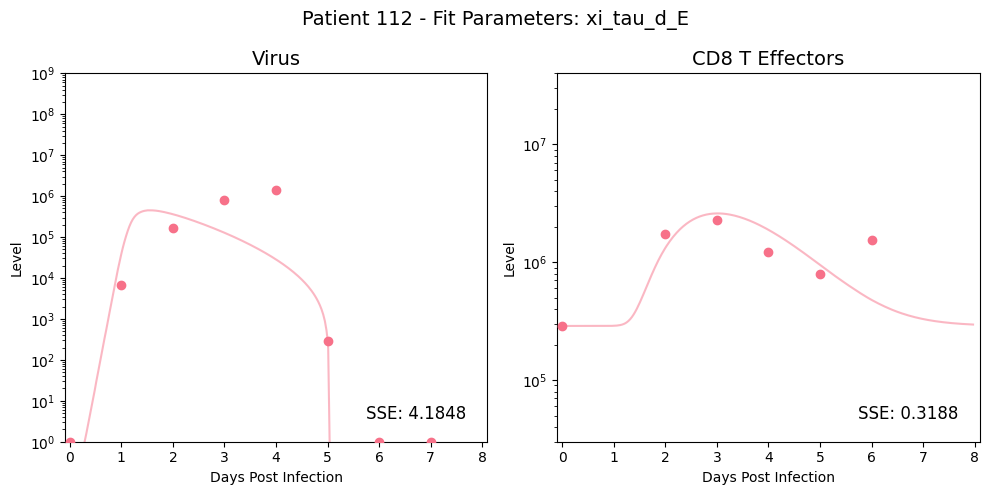 Patient 112 - Fit Parameters: xi_tau_d_E
Virus
CD8 T Effectors
10^9
10^8
10^7
10^6
10^5
10^4
10^3
10^2
10^1
10^0
Level
SSE: 4.1848
0 1 2 3 4 5 6 7 8
Days Post Infection
10^7
10^6
10^5
Level
SSE: 0.3188
0 1 2 3 4 5 6 7 8
Days Post Infection